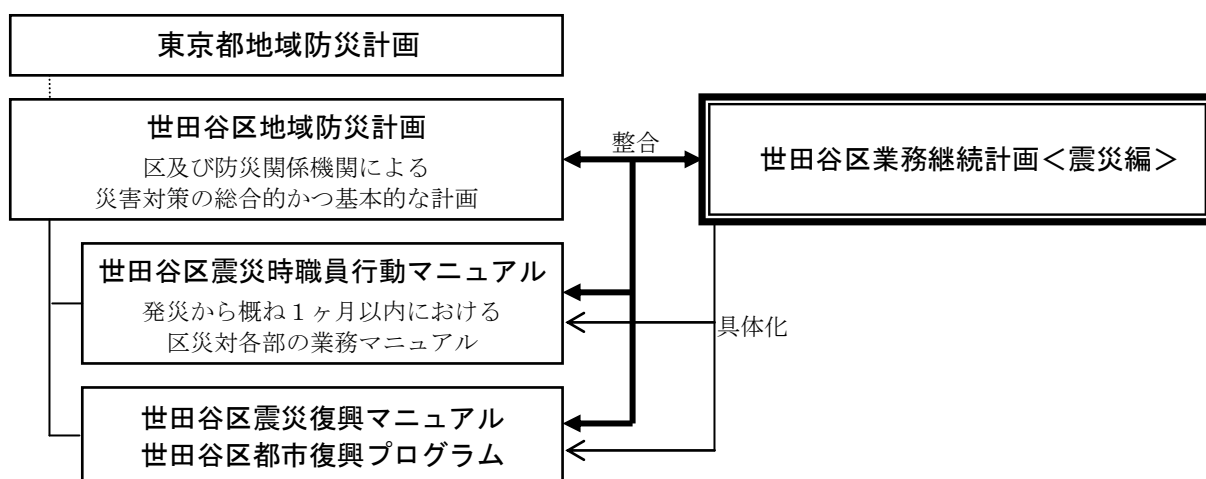 東京都地域防災計画
世田谷区地域防災計画
区及び防災関係機関による
災害対策の総合的かつ基本的な計画
整合
世田谷区業務継続計画＜震災編＞
世田谷区震災時職員行動マニュアル
発災から概ね１ヶ月以内における
区災対各部の業務マニュアル
具体化
世田谷区震災復興マニュアル
世田谷区都市復興プログラム